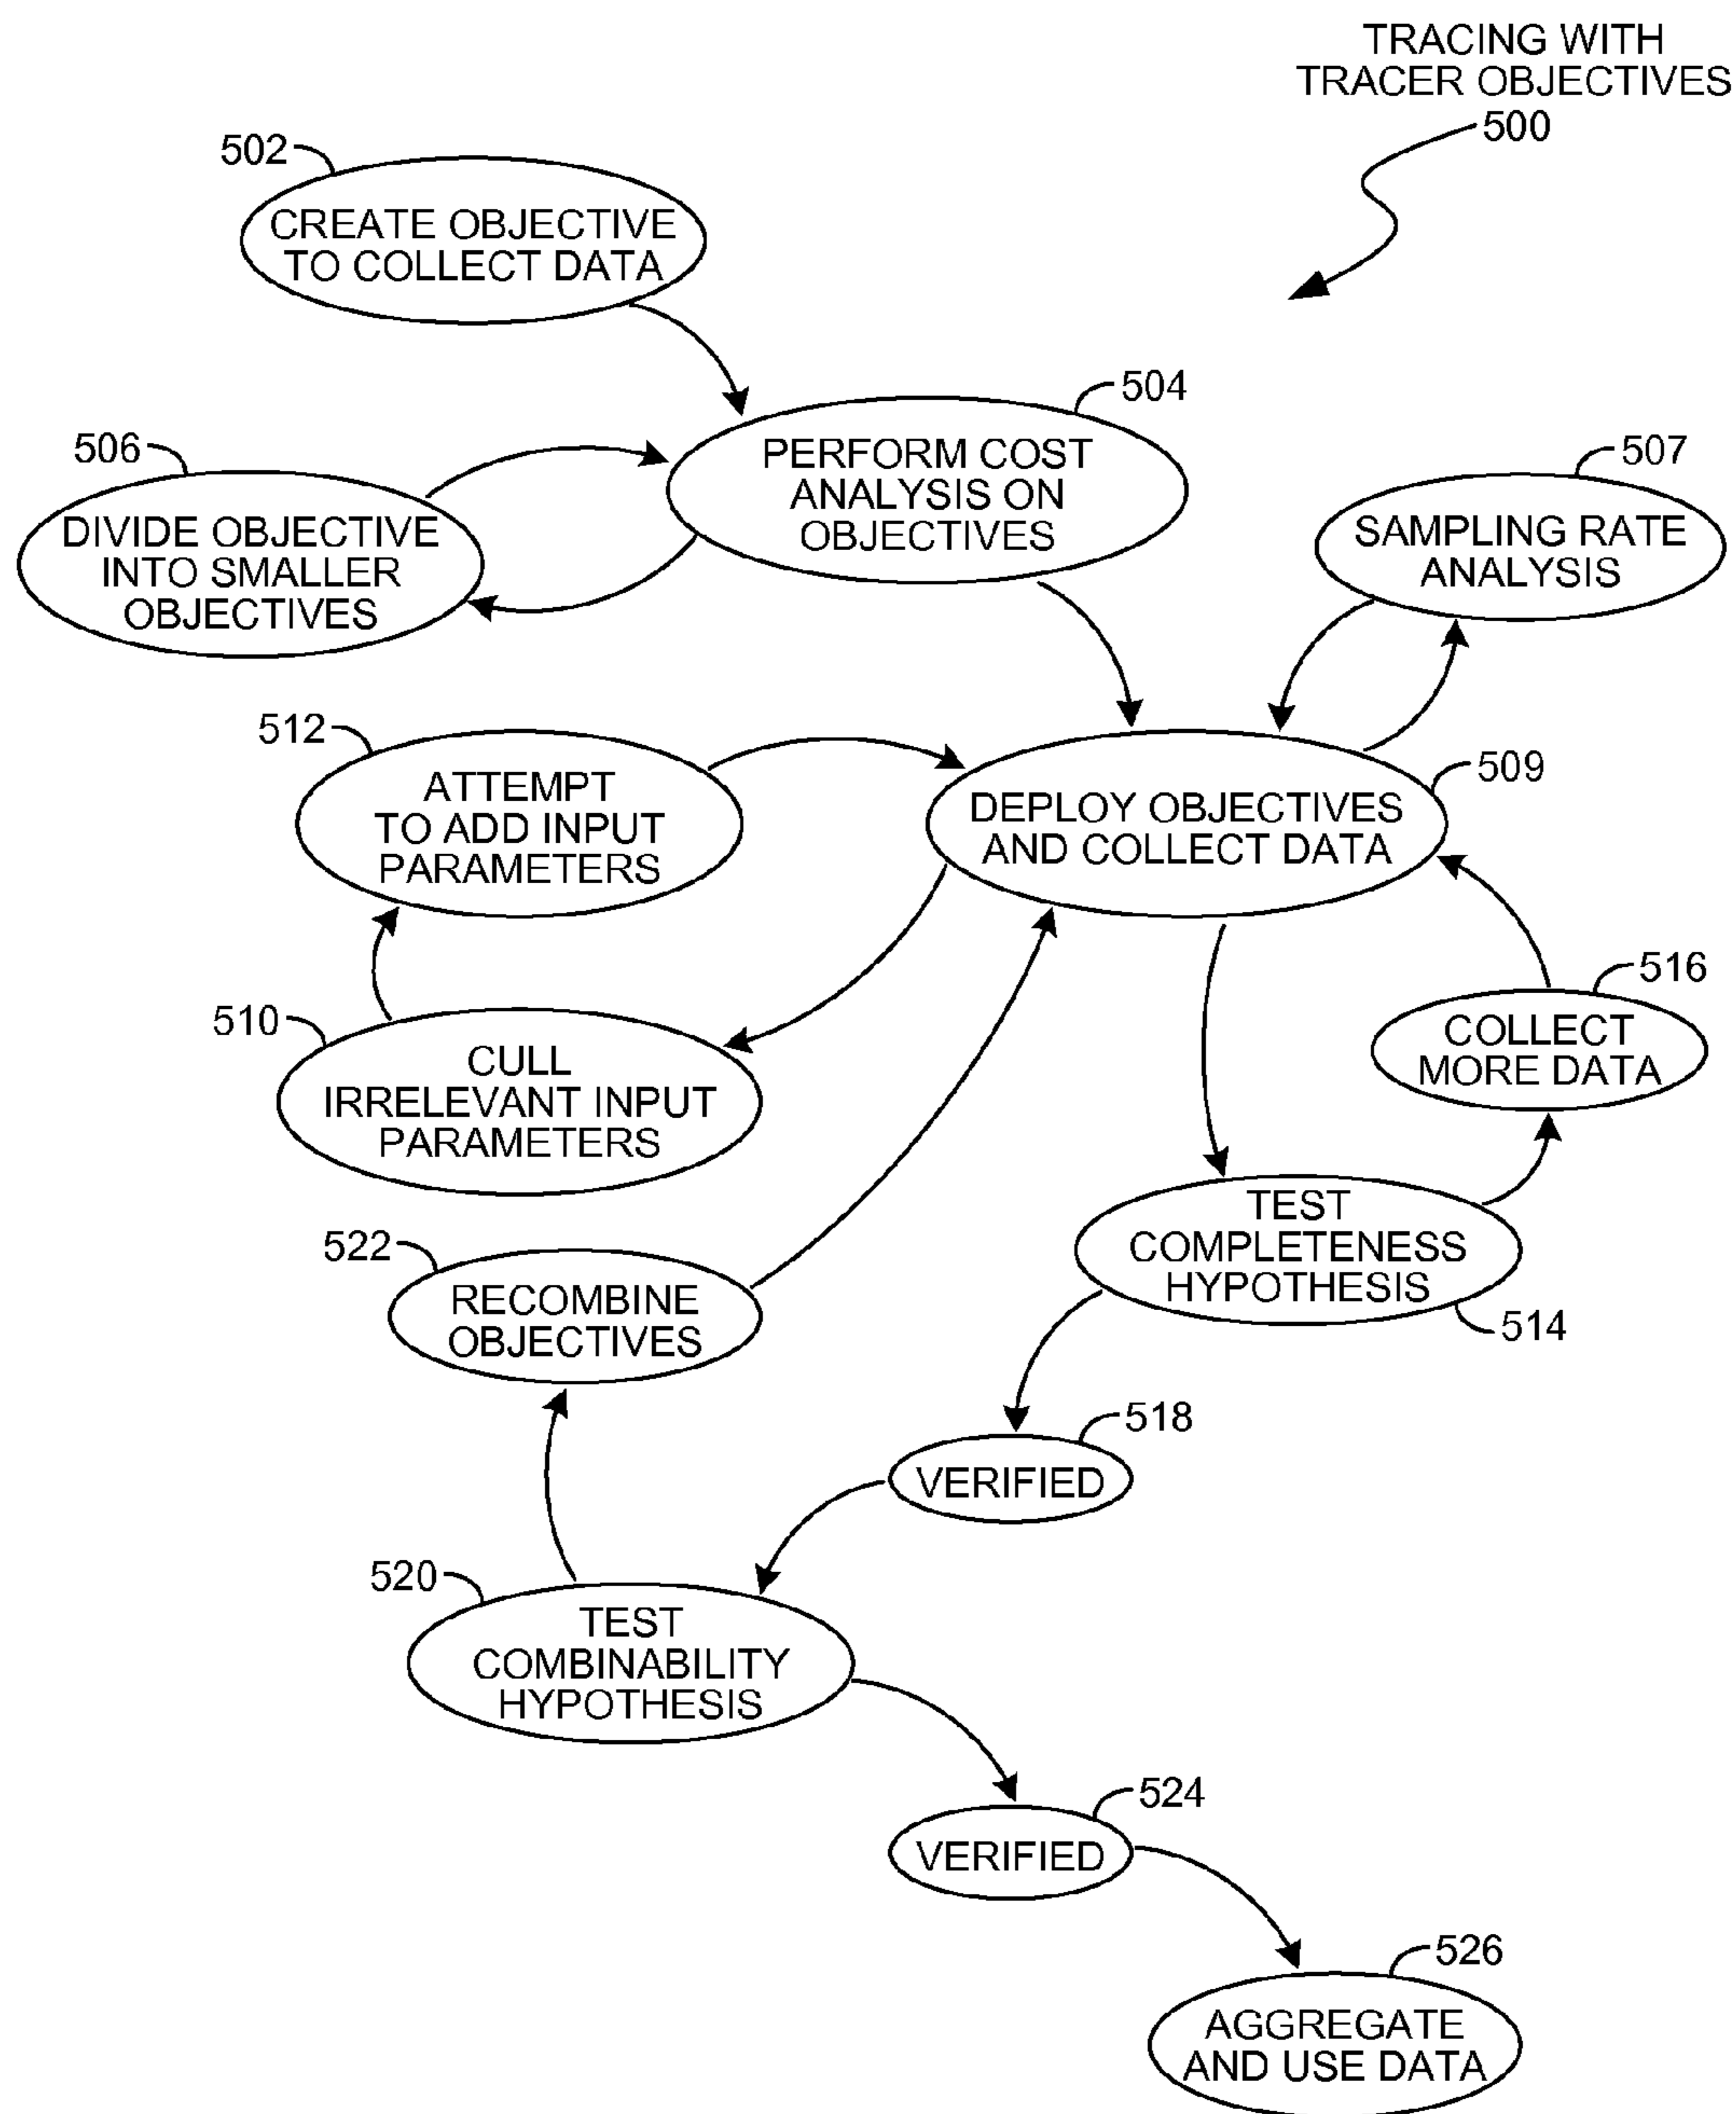 TRACING WITH
TRACER OBJECTIVES
500
502
CREATE OBJECTIVE
TO COLLECT DATA
504
PERFORM COST
ANALYSIS ON
OBJECTIVES
506
DIVIDE OBJECTIVE
INTO SMALLER
OBJECTIVES
507
SAMPLING RATE
ANALYSIS
512
ATTEMPT
TO ADD INPUT
PARAMETERS
509
DEPLOY OBJECTIVES
AND COLLECT DATA
510
CULL
IRRELEVANT INPUT
PARAMETERS
516
COLLECT
MORE DATA
TEST
COMPLETENESS
HYPOTHESIS
514
522
RECOMBINE
OBJECTIVES
518
VERIFIED
520
TEST
COMBINABILITY
HYPOTHESIS
524
VERIFIED
526
AGGREGATE
AND USE DATA